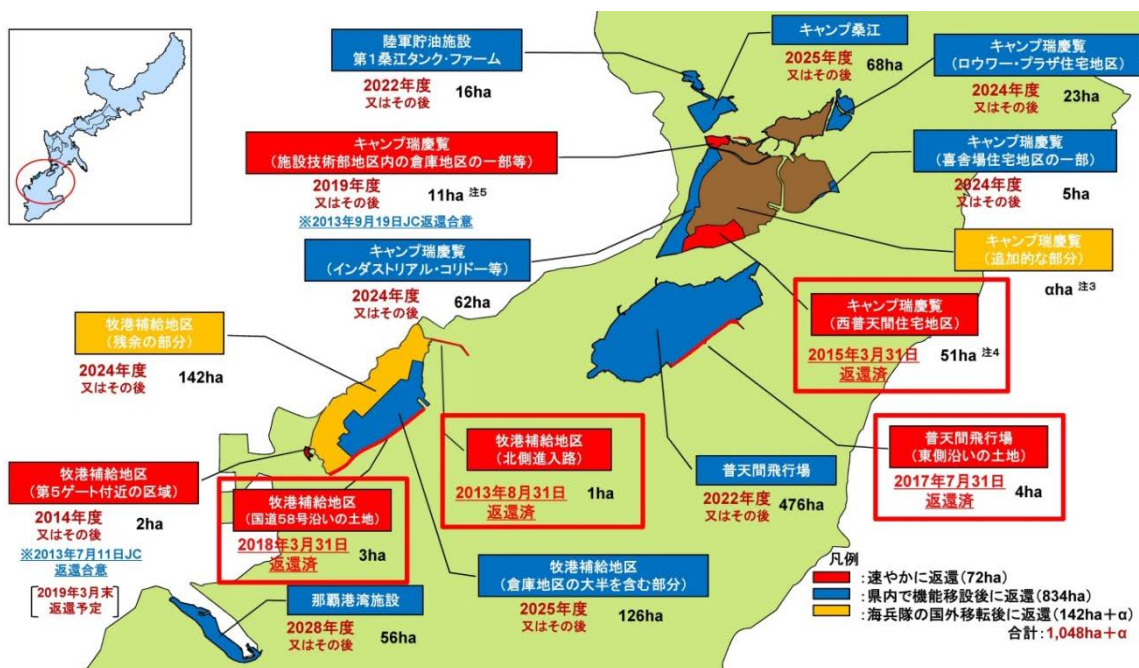 陸軍貯油施設
第1桑江タンク・ファーム
2022年度
又はその後
16ha
キャンプ桑江
2025年度
又はその後
68ha
キャンプ瑞慶覧
(ロウワー・プラザ住宅地区)
2024年度
又はその後
23ha
キャンプ瑞慶覧
(施設技術部地区内の倉庫地区の一部等)
2019年度
又はその後
11ha 注5
※2013年9月19日JC返還合意
キャンプ瑞慶覧
(喜舎場住宅地区の一部)
2024年度
又はその後
5ha
キャンプ瑞慶覧
(インダストリアル・コリドー等)
2024年度
又はその後
62ha
キャンプ瑞慶覧
(追加的な部分)
αha 注3
キャンプ瑞慶覧
(西普天間住宅地区)
2015年3月31日
返還済
51ha 注4
牧港補給地区
(残余の部分)
2024年度
又はその後
142ha
牧港補給地区
(北側進入路)
2013年8月31日
返還済
1ha
普天間飛行場
2022年度
又はその後
476ha
普天間飛行場
(東側沿いの土地)
2017年7月31日
返還済
4ha
牧港補給地区
(第5ゲート付近の区域)
2014年度
又はその後
2ha
※2013年7月11日JC
返還合意
2019年3月末
返還予定
牧港補給地区
(国道58号沿いの土地)
2018年3月31日
返還済
3ha
牧港補給地区
(倉庫地区の大半を含む部分)
2025年度
又はその後
126ha
那覇港湾施設
2028年度
又はその後
56ha
凡例
:速やかに返還(72ha)
:県内で機能移設後に返還(834ha)
:海兵隊の国外移転後に返還(142ha+α)
合計:1,048ha+α